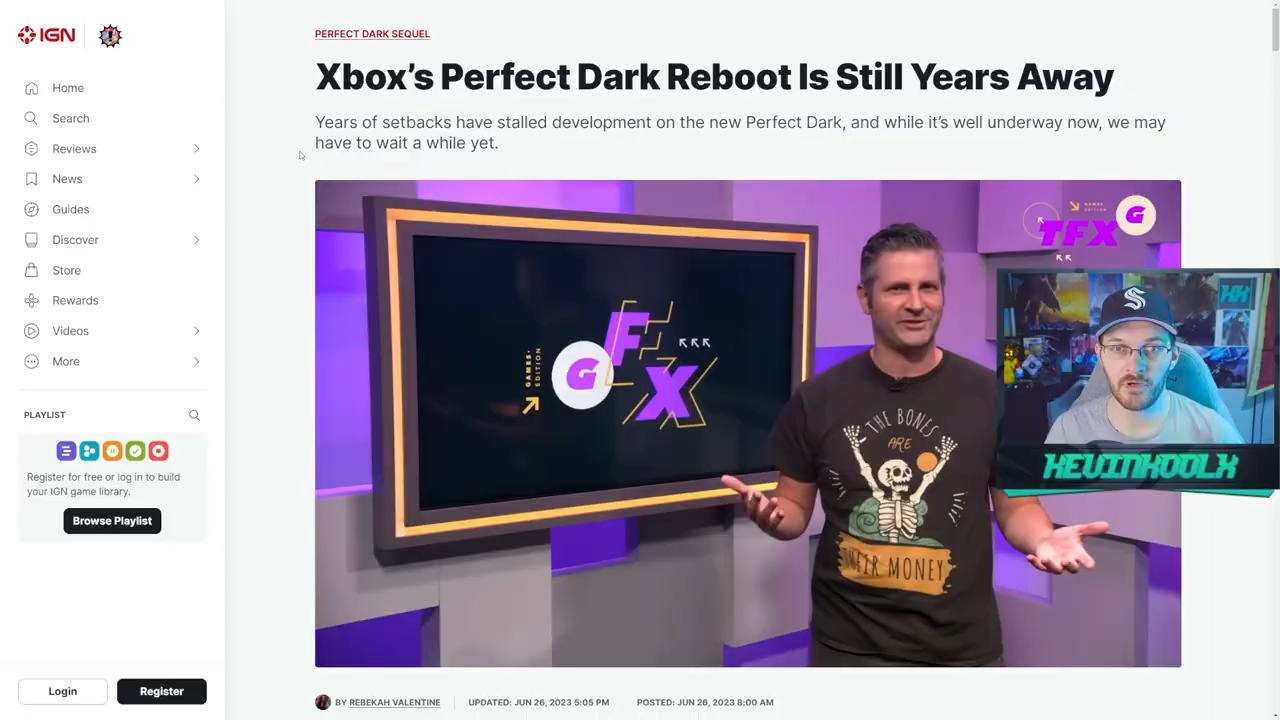 IGN
Home
Search
Reviews
News
Guides
Discover
Store
Rewards
Videos
More
PLAYLIST
Register for free or log in to build
your IGN game library.
Browse Playlist
Login
Register
PERFECT DARK SEQUEL
Xbox's Perfect Dark Reboot Is Still Years Away
Years of setbacks have stalled development on the new Perfect Dark, and while it's well underway now, we may
have to wait a while yet.
GAMES
EDITION
G
TFX
GAMES
EDITION
G
F
X
THE BONES
ARE
THEIR MONEY
KEVINKOOLX
BY REBEKAH VALENTINE
UPDATED: JUN 26, 2023 5:05 PM
POSTED: JUN 26, 2023 8:00 AM